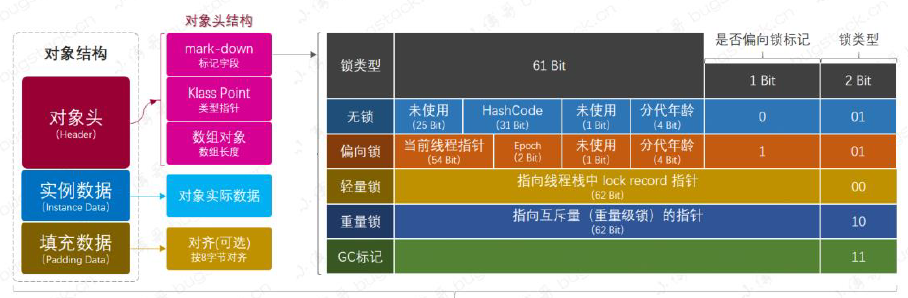 对象头结构
对象结构
对象头
(Header)
实例数据
(Instance Data)
填充数据
(Padding Data)
mark-down
标记字段
Klass Point
类型指针
数组对象
数组长度
对象实际数据
对齐(可选)
按8字节对齐
是否偏向锁标记
锁类型
锁类型
61 Bit
1 Bit
2 Bit
无锁
未使用
(25 Bit)
HashCode
(31 Bit)
未使用
(1 Bit)
分代年龄
(4 Bit)
0
01
偏向锁
当前线程指针
(54 Bit)
Epoch
(2 Bit)
未使用
(1 Bit)
分代年龄
(4 Bit)
1
01
轻量锁
指向线程栈中 lock record 指针
(62 Bit)
00
重量锁
指向互斥量（重量级锁）的指针
(62 Bit)
10
GC标记
11